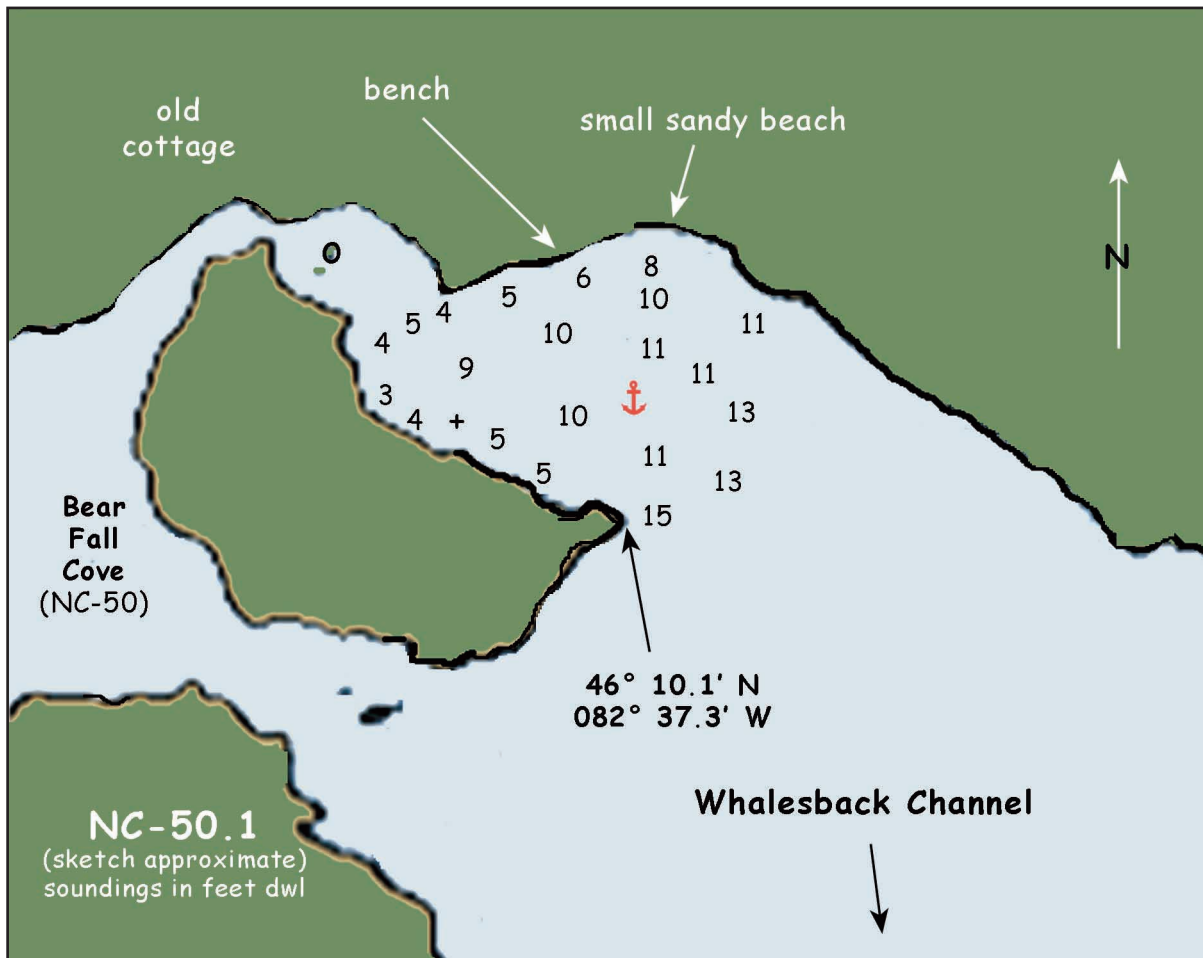 old
cottage
bench
small sandy beach
N
6
8
5
10
4
5
11
10
4
11
9
11
3
13
4
+
10
5
11
5
13
15
Bear
Fall
Cove
(NC-50)
46° 10.1' N
082° 37.3' W
Whalesback Channel
NC-50.1
(sketch approximate)
soundings in feet dwl